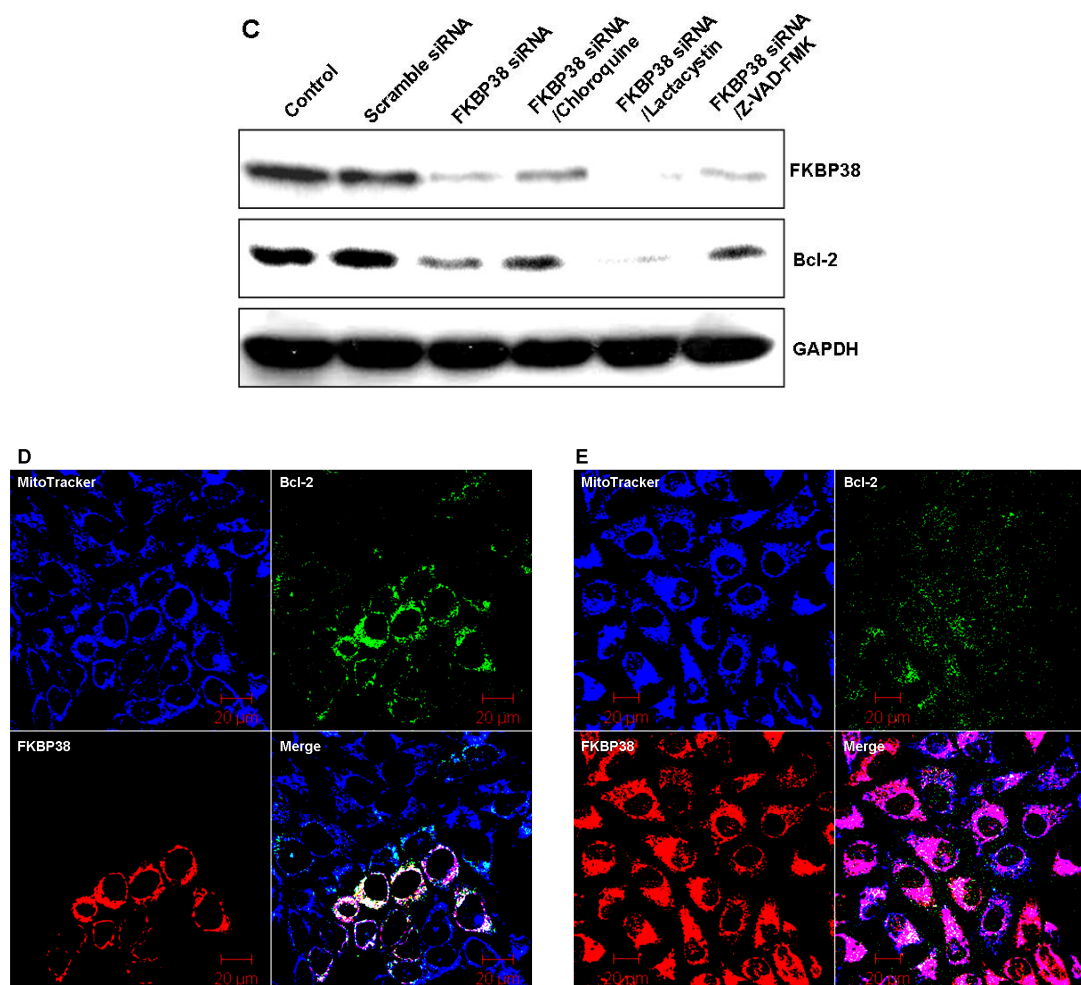 C
Control
Scramble siRNA
FKBP38 siRNA
FKBP38 siRNA
/Chloroquine
FKBP38 siRNA
/Lactacystin
FKBP38 siRNA
/Z-VAD-FMK
FKBP38
Bcl-2
GAPDH
D
MitoTracker
Bcl-2
20 µm
20 µm
FKBP38
Merge
20 µm
20 µm
E
MitoTracker
Bcl-2
20 µm
20 µm
FKBP38
Merge
20 µm
20 µm